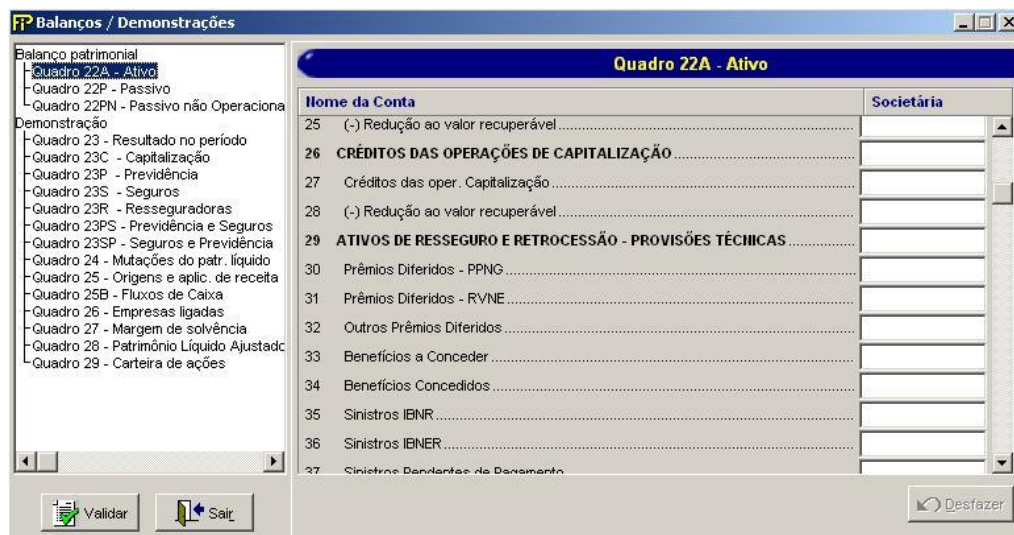 FIP Balanços / Demonstrações
Balanço patrimonial
Quadro 22A - Ativo
Quadro 22P - Passivo
Quadro 22PN - Passivo não Operaciona
Demonstração
Quadro 23 - Resultado no período
Quadro 23C - Capitalização
Quadro 23P - Previdência
Quadro 23S - Seguros
Quadro 23R - Resseguradoras
Quadro 23PS - Previdência e Seguros
Quadro 23SP - Seguros e Previdência
Quadro 24 - Mutações do patr. líquido
Quadro 25 - Origens e aplic. de receita
Quadro 25B - Fluxos de Caixa
Quadro 26 - Empresas ligadas
Quadro 27 - Margem de solvência
Quadro 28 - Patrimônio Líquido Ajustado
Quadro 29 - Carteira de ações
Validar
Sair
Quadro 22A - Ativo
Nome da Conta Societária
25 (-) Redução ao valor recuperável
26 CRÉDITOS DAS OPERAÇÕES DE CAPITALIZAÇÃO
27 Créditos das oper. Capitalização
28 (-) Redução ao valor recuperável
29 ATIVOS DE RESSEGURO E RETROCESSÃO - PROVISÕES TÉCNICAS
30 Prêmios Diferidos - PPNG
31 Prêmios Diferidos - RVNE
32 Outros Prêmios Diferidos
33 Benefícios a Conceder
34 Benefícios Concedidos
35 Sinistros IBNR
36 Sinistros IBNER
37 Sinistros Pendentes de Pagamento
Desfazer